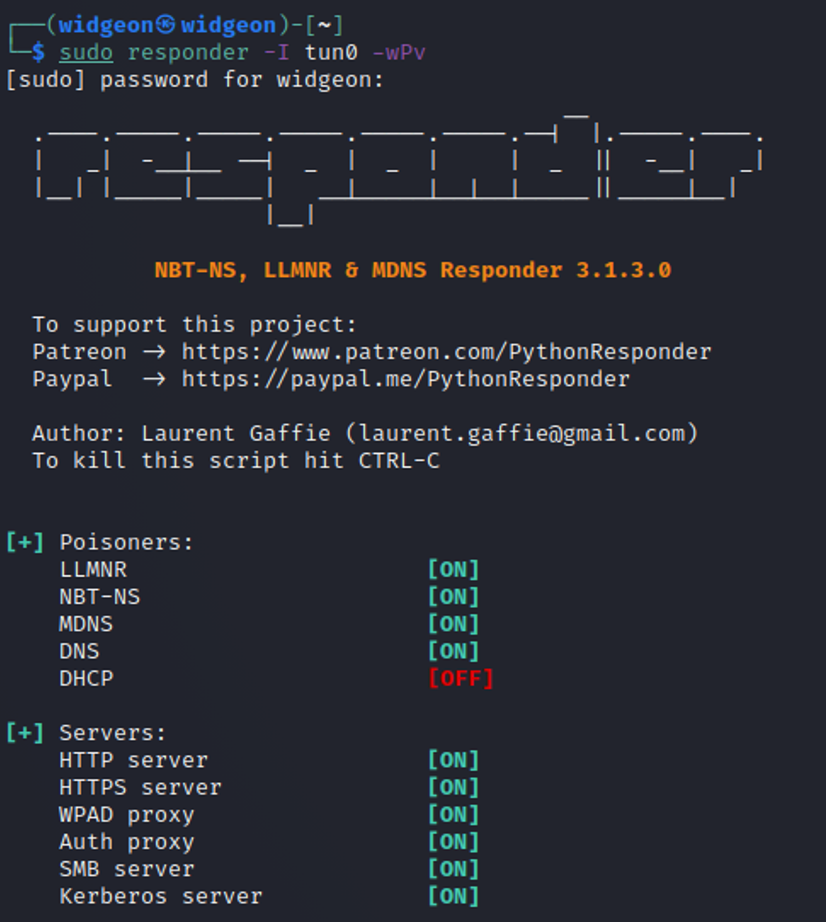 ┌──(widgeon㉿widgeon)-[~]
└─$ sudo responder -I tun0 -wPv
[sudo] password for widgeon:
responder
NBT-NS, LLMNR & MDNS Responder 3.1.3.0
To support this project:
Patreon -> https://www.patreon.com/PythonResponder
Paypal -> https://paypal.me/PythonResponder
Author: Laurent Gaffie (laurent.gaffie@gmail.com)
To kill this script hit CTRL-C
[+] Poisoners:
LLMNR [ON]
NBT-NS [ON]
MDNS [ON]
DNS [ON]
DHCP [OFF]
[+] Servers:
HTTP server [ON]
HTTPS server [ON]
WPAD proxy [ON]
Auth proxy [ON]
SMB server [ON]
Kerberos server [ON]